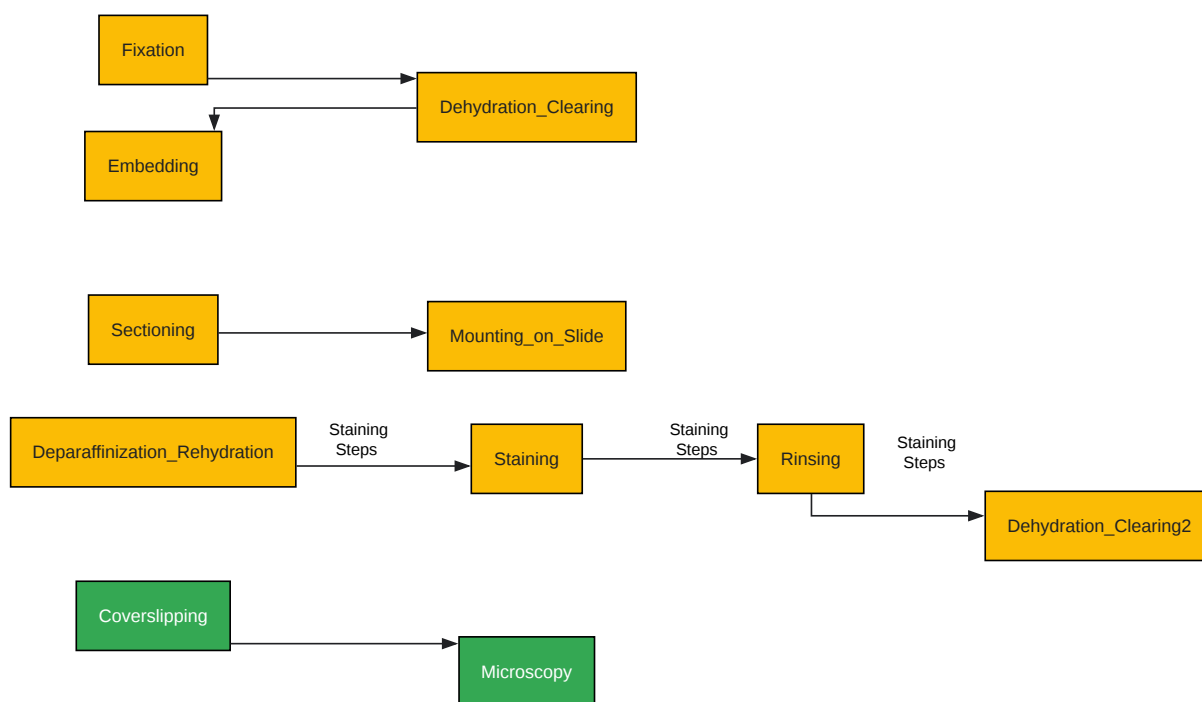 Fixation
Dehydration_Clearing
Embedding
Sectioning
Mounting_on_Slide
Deparaffinization_Rehydration
Staining
Steps
Staining
Staining
Steps
Rinsing
Staining
Steps
Dehydration_Clearing2
Coverslipping
Microscopy